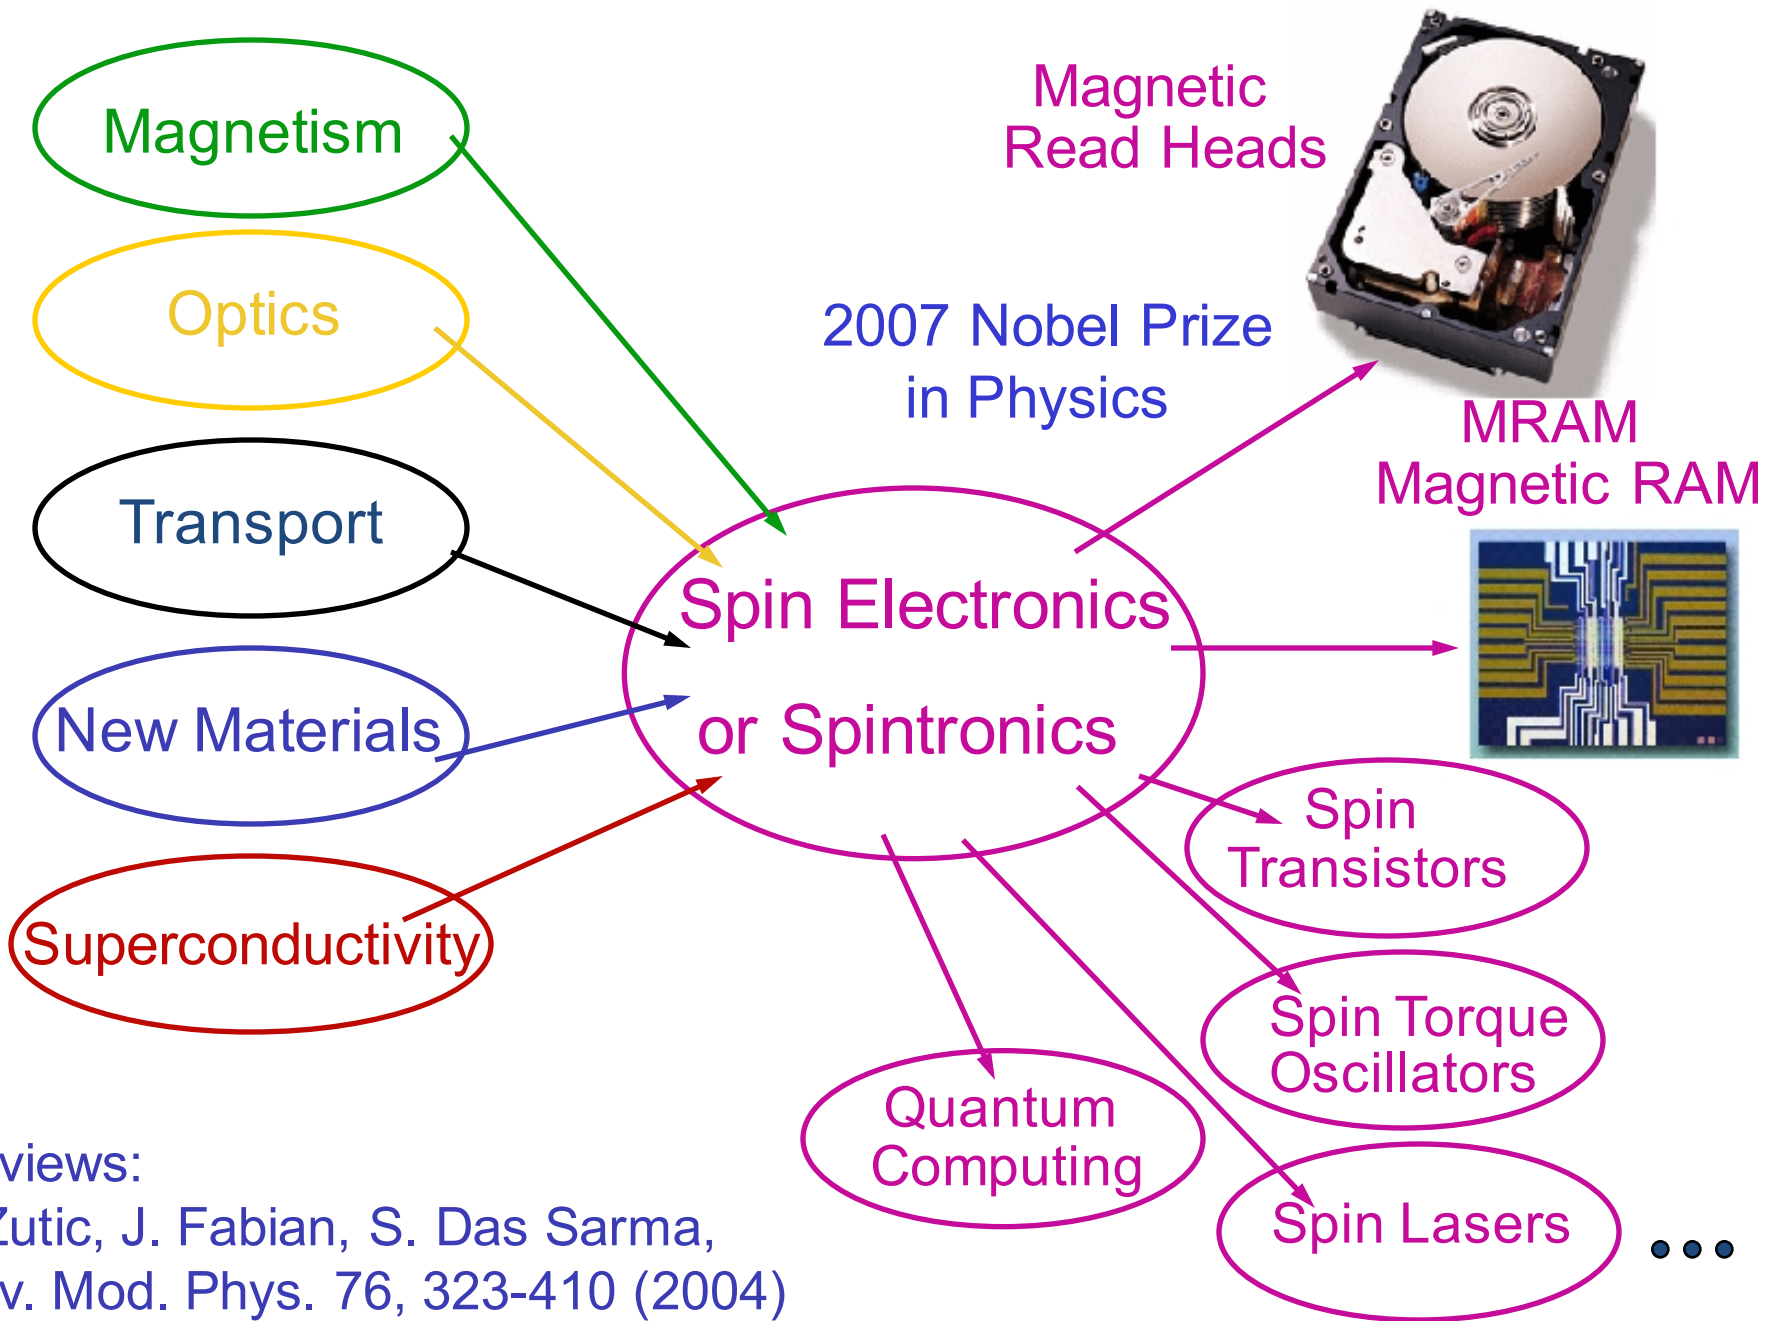 Magnetism
Optics
Transport
New Materials
Superconductivity
Magnetic
Read Heads
2007 Nobel Prize
in Physics
MRAM
Magnetic RAM
Spin Electronics
or Spintronics
Spin
Transistors
Spin Torque
Oscillators
Quantum
Computing
Spin Lasers
views:
Zutic, J. Fabian, S. Das Sarma,
v. Mod. Phys. 76, 323-410 (2004)